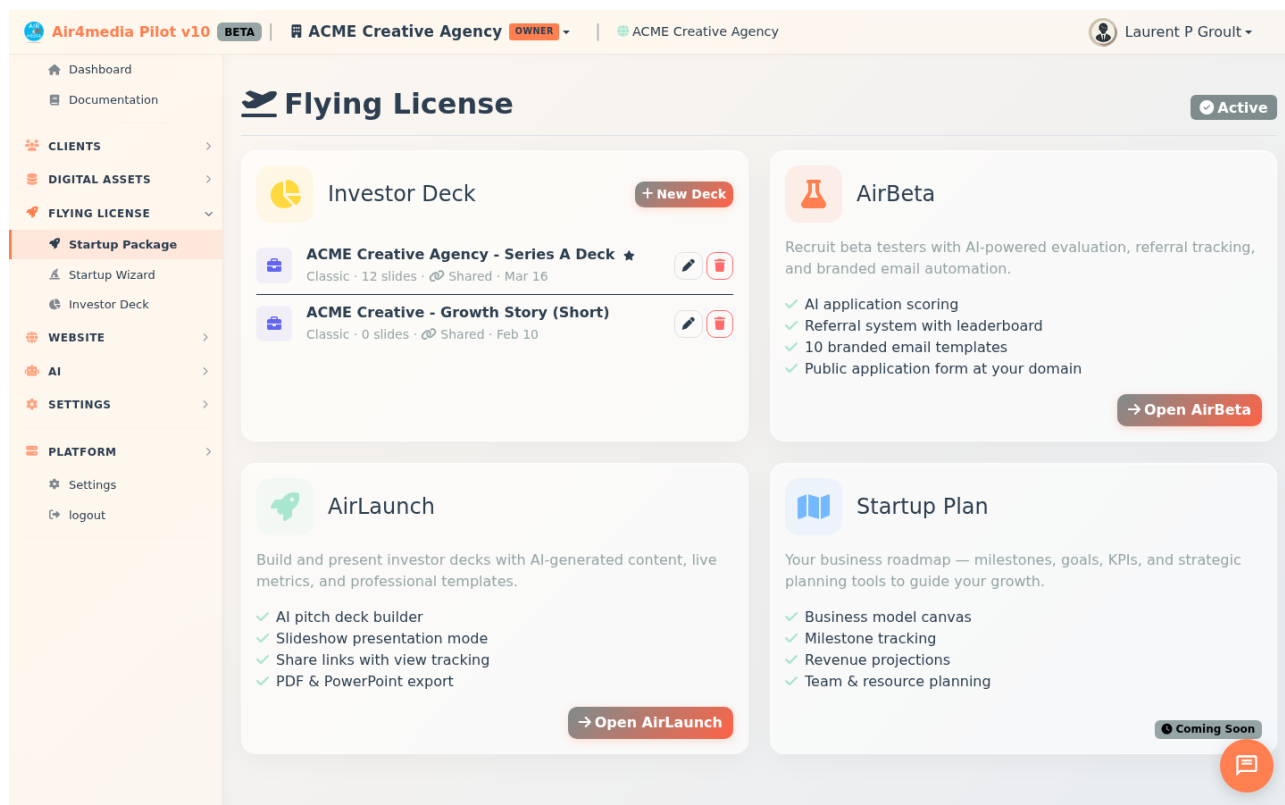 Air4media Pilot v10 BETA | ACME Creative Agency OWNER | ACME Creative Agency Laurent P Groult
Dashboard
Documentation
CLIENTS
DIGITAL ASSETS
FLYING LICENSE
Startup Package
Startup Wizard
Investor Deck
WEBSITE
AI
SETTINGS
PLATFORM
Settings
logout
Flying License
Active
Investor Deck
New Deck
ACME Creative Agency - Series A Deck
Classic · 12 slides · Shared · Mar 16
ACME Creative - Growth Story (Short)
Classic · 0 slides · Shared · Feb 10
AirBeta
Recruit beta testers with AI-powered evaluation, referral tracking,
and branded email automation.
AI application scoring
Referral system with leaderboard
10 branded email templates
Public application form at your domain
Open AirBeta
AirLaunch
Build and present investor decks with AI-generated content, live
metrics, and professional templates.
AI pitch deck builder
Slideshow presentation mode
Share links with view tracking
PDF & PowerPoint export
Open AirLaunch
Startup Plan
Your business roadmap — milestones, goals, KPIs, and strategic
planning tools to guide your growth.
Business model canvas
Milestone tracking
Revenue projections
Team & resource planning
Coming Soon